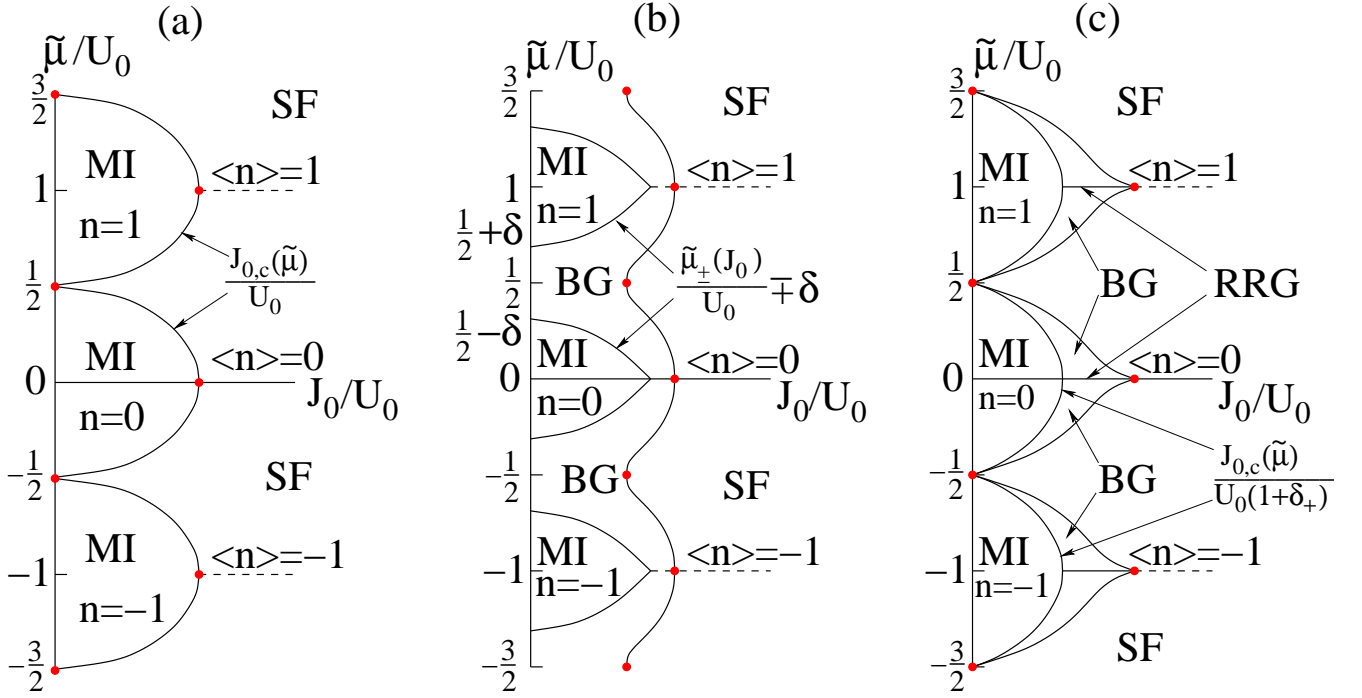 (a)
μ̃/U₀
3/2
SF
MI
<n>=1
1
n=1
J₀,c(μ̃)/U₀
1/2
MI
<n>=0
0
J₀/U₀
n=0
−1/2
SF
MI
<n>=−1
−1
n=−1
−3/2
(b)
μ̃/U₀
3/2
SF
MI
<n>=1
1
n=1
1/2+δ
1/2
BG
μ̃±(J₀)/U₀∓δ
1/2−δ
MI
<n>=0
0
n=0
J₀/U₀
−1/2
BG
SF
MI
<n>=−1
−1
n=−1
−3/2
(c)
μ̃/U₀
3/2
SF
MI
<n>=1
1
n=1
1/2
BG
RRG
MI
<n>=0
0
n=0
J₀/U₀
−1/2
BG
J₀,c(μ̃)/U₀(1+δ₊)
MI
<n>=−1
−1
n=−1
SF
−3/2